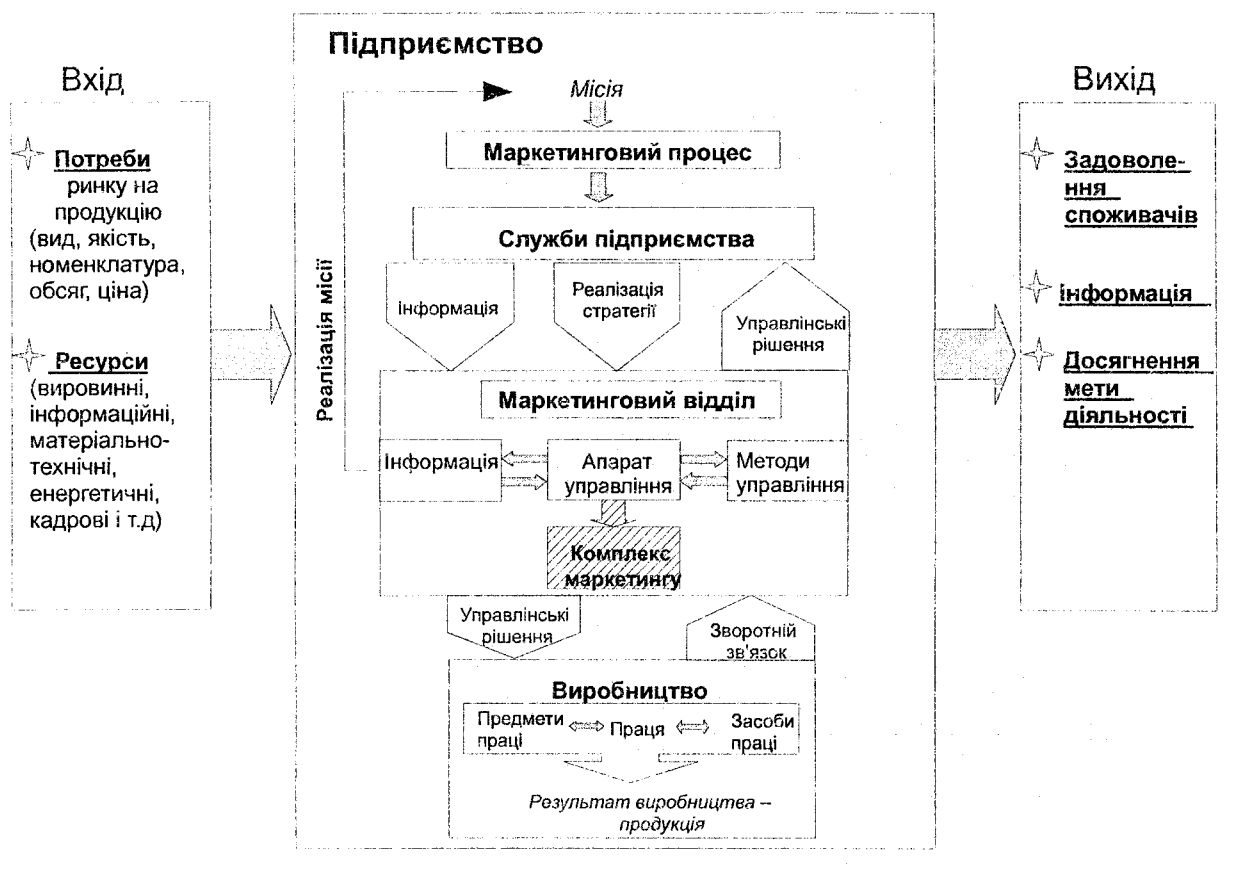 Вхід
Потреби
ринку на
продукцію
(вид, якість,
номенклатура,
обсяг, ціна)
Ресурси
(вировинні,
інформаційні,
матеріально-
технічні,
енергетичні,
кадрові і т.д)
Підприємство
Місія
Маркетинговий процес
Служби підприємства
Реалізація місії
Інформація
Реалізація
стратегії
Управлінські
рішення
Маркетинговий відділ
Інформація
Апарат
управління
Методи
управління
Комплекс
маркетингу
Управлінські
рішення
Зворотній
зв'язок
Виробництво
Предмети
праці
Праця
Засоби
праці
Результат виробництва –
продукція
Вихід
Задоволе-
ння
споживачів
Інформація
Досягнення
мети
діяльності